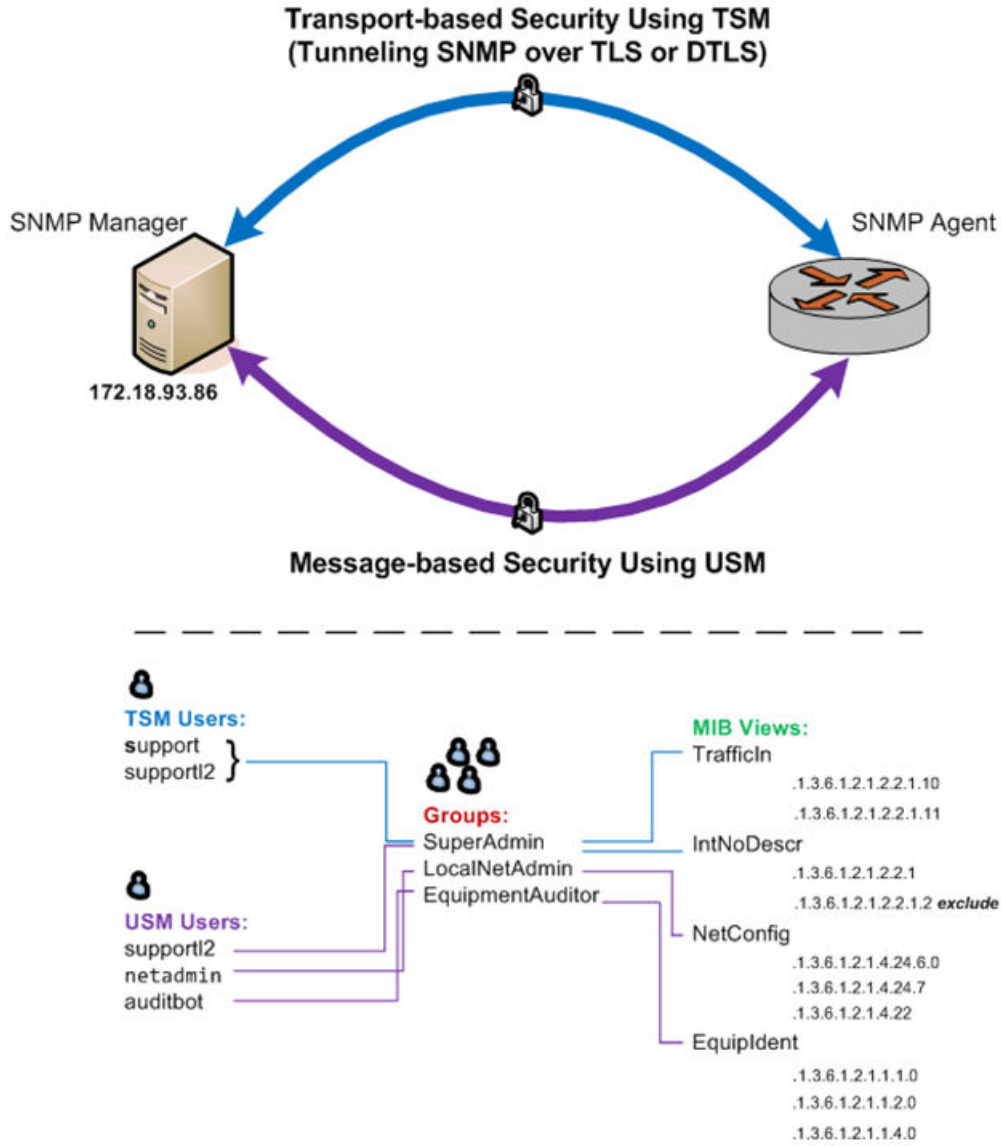 Transport-based Security Using TSM
(Tunneling SNMP over TLS or DTLS)
SNMP Manager
SNMP Agent
172.18.93.86
Message-based Security Using USM
TSM Users:
support
supportl2
}
USM Users:
supportl2
netadmin
auditbot
Groups:
SuperAdmin
LocalNetAdmin
EquipmentAuditor
MIB Views:
TrafficIn
.1.3.6.1.2.1.2.2.1.10
.1.3.6.1.2.1.2.2.1.11
IntNoDescr
.1.3.6.1.2.1.2.2.1
.1.3.6.1.2.1.2.2.1.2 exclude
NetConfig
.1.3.6.1.2.1.4.24.6.0
.1.3.6.1.2.1.4.24.7
.1.3.6.1.2.1.4.22
EquipIdent
.1.3.6.1.2.1.1.1.0
.1.3.6.1.2.1.1.2.0
.1.3.6.1.2.1.1.4.0